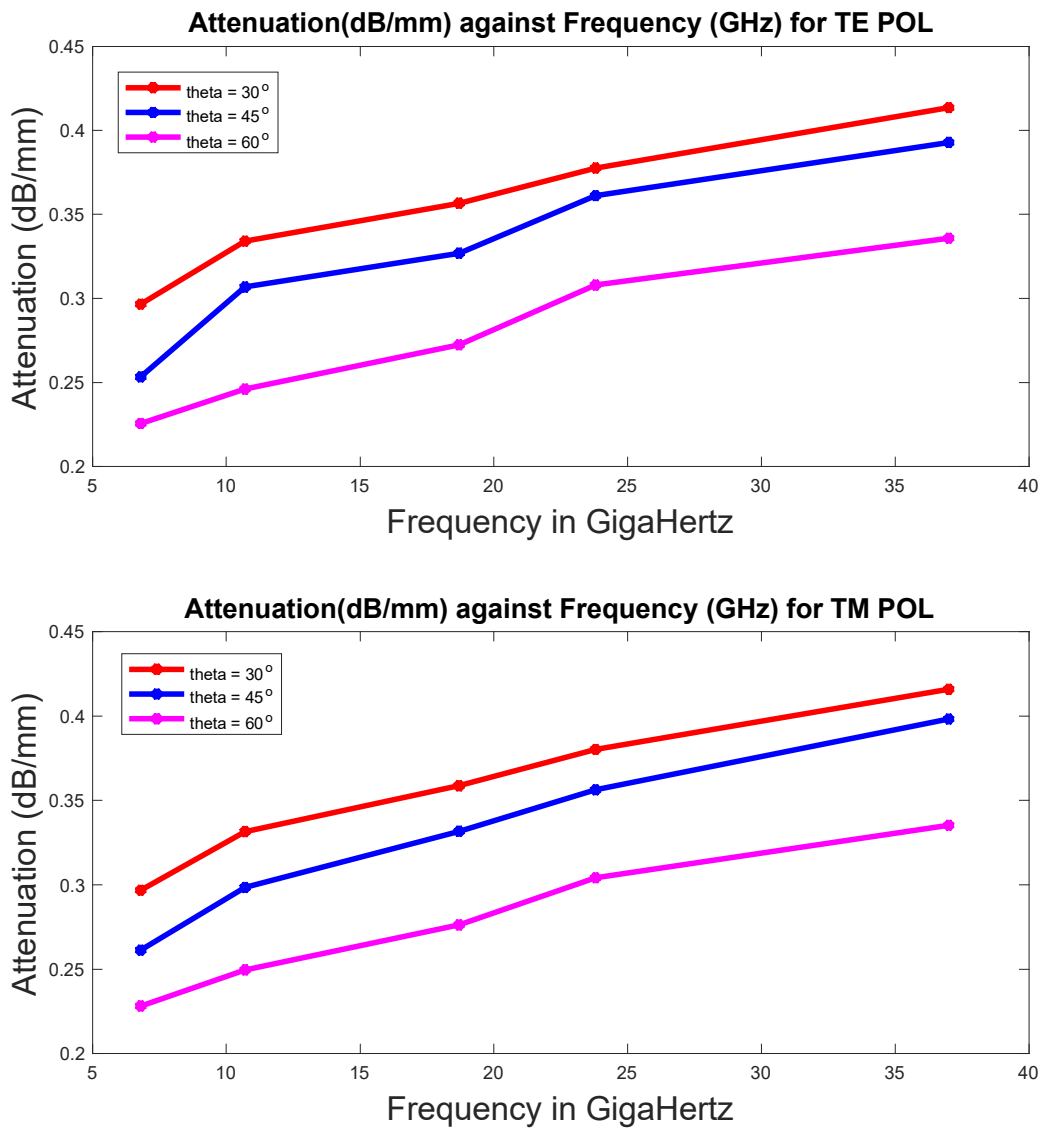 Attenuation(dB/mm) against Frequency (GHz) for TE POL
0.45
0.4
0.35
0.3
0.25
0.2
Attenuation (dB/mm)
theta = 30°
theta = 45°
theta = 60°
5 10 15 20 25 30 35 40
Frequency in GigaHertz
Attenuation(dB/mm) against Frequency (GHz) for TM POL
0.45
0.4
0.35
0.3
0.25
0.2
Attenuation (dB/mm)
theta = 30°
theta = 45°
theta = 60°
5 10 15 20 25 30 35 40
Frequency in GigaHertz